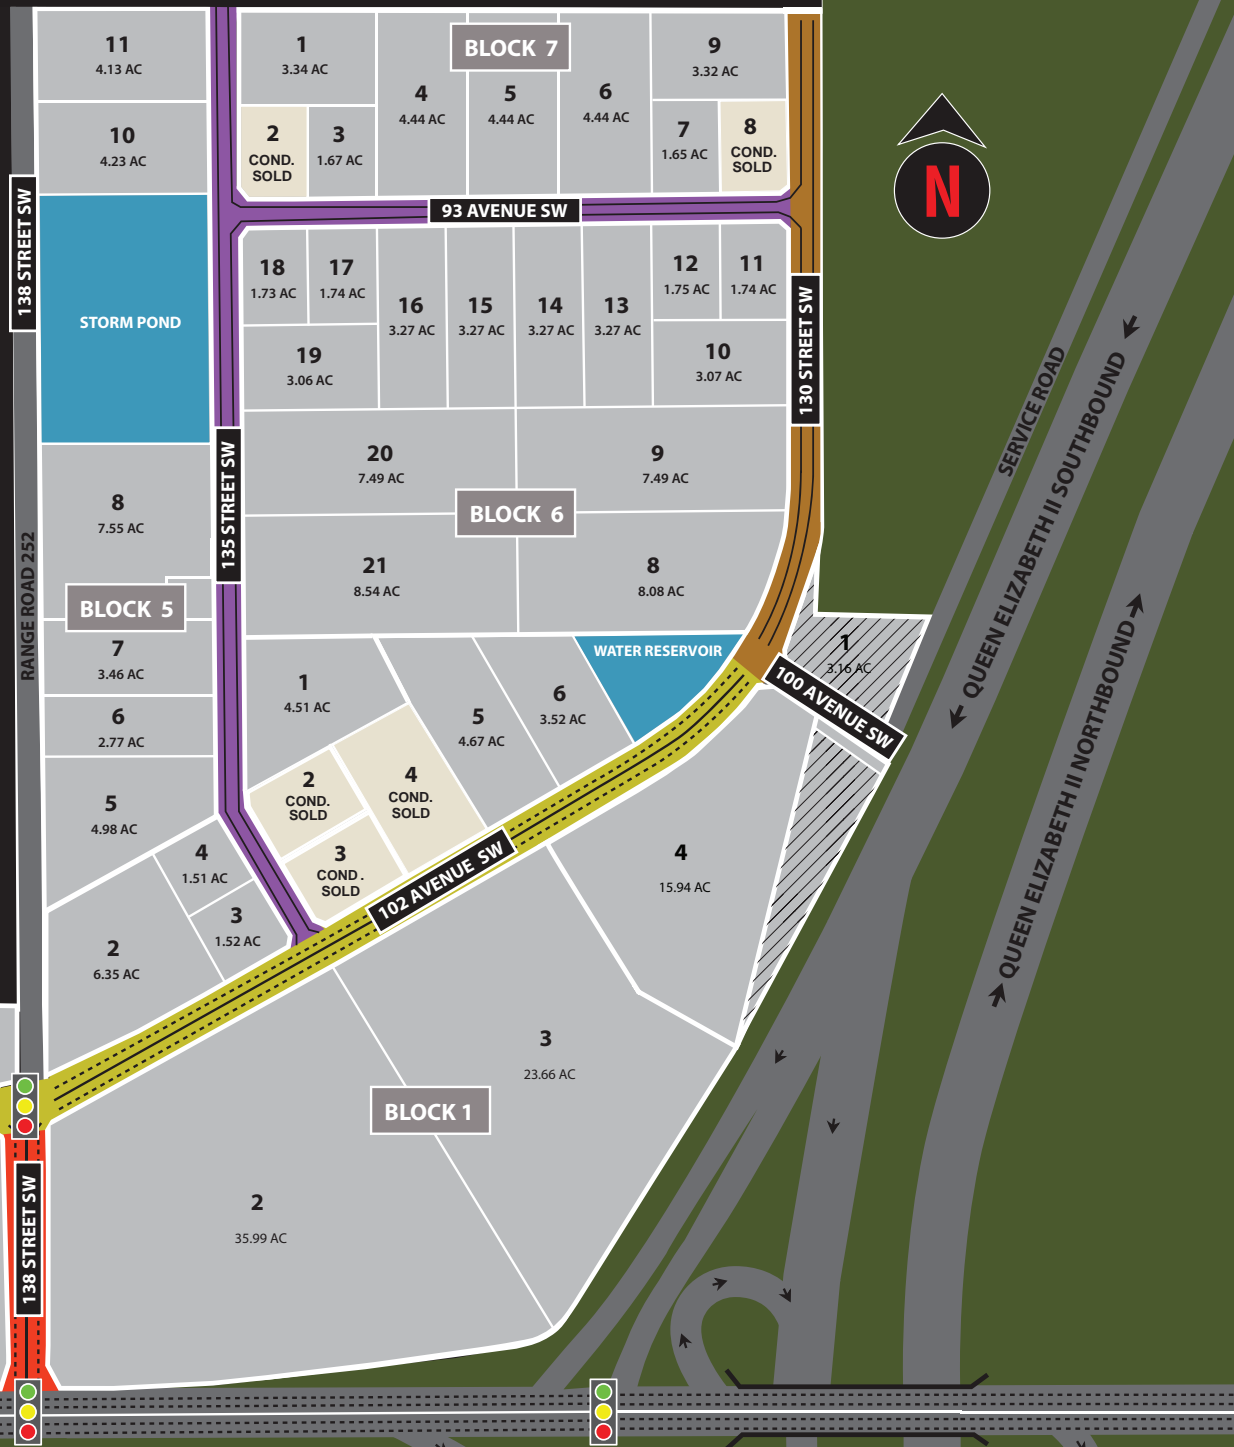 11
4.13 AC
10
4.23 AC
STORM POND
8
7.55 AC
BLOCK 5
7
3.46 AC
6
2.77 AC
5
4.98 AC
4
1.51 AC
3
1.52 AC
2
6.35 AC
138 STREET SW
RANGE ROAD 252
135 STREET SW
BLOCK 7
1
3.34 AC
2
COND.
SOLD
3
1.67 AC
4
4.44 AC
5
4.44 AC
6
4.44 AC
9
3.32 AC
7
1.65 AC
8
COND.
SOLD
93 AVENUE SW
18
1.73 AC
17
1.74 AC
16
3.27 AC
15
3.27 AC
14
3.27 AC
13
3.27 AC
12
1.75 AC
11
1.74 AC
19
3.06 AC
10
3.07 AC
20
7.49 AC
9
7.49 AC
BLOCK 6
21
8.54 AC
8
8.08 AC
130 STREET SW
1
4.51 AC
2
COND.
SOLD
3
COND.
SOLD
4
COND.
SOLD
5
4.67 AC
6
3.52 AC
WATER RESERVOIR
1
3.16 AC
100 AVENUE SW
102 AVENUE SW
4
15.94 AC
3
23.66 AC
BLOCK 1
2
35.99 AC
138 STREET SW
N
SERVICE ROAD
QUEEN ELIZABETH II SOUTHBOUND
QUEEN ELIZABETH II NORTHBOUND